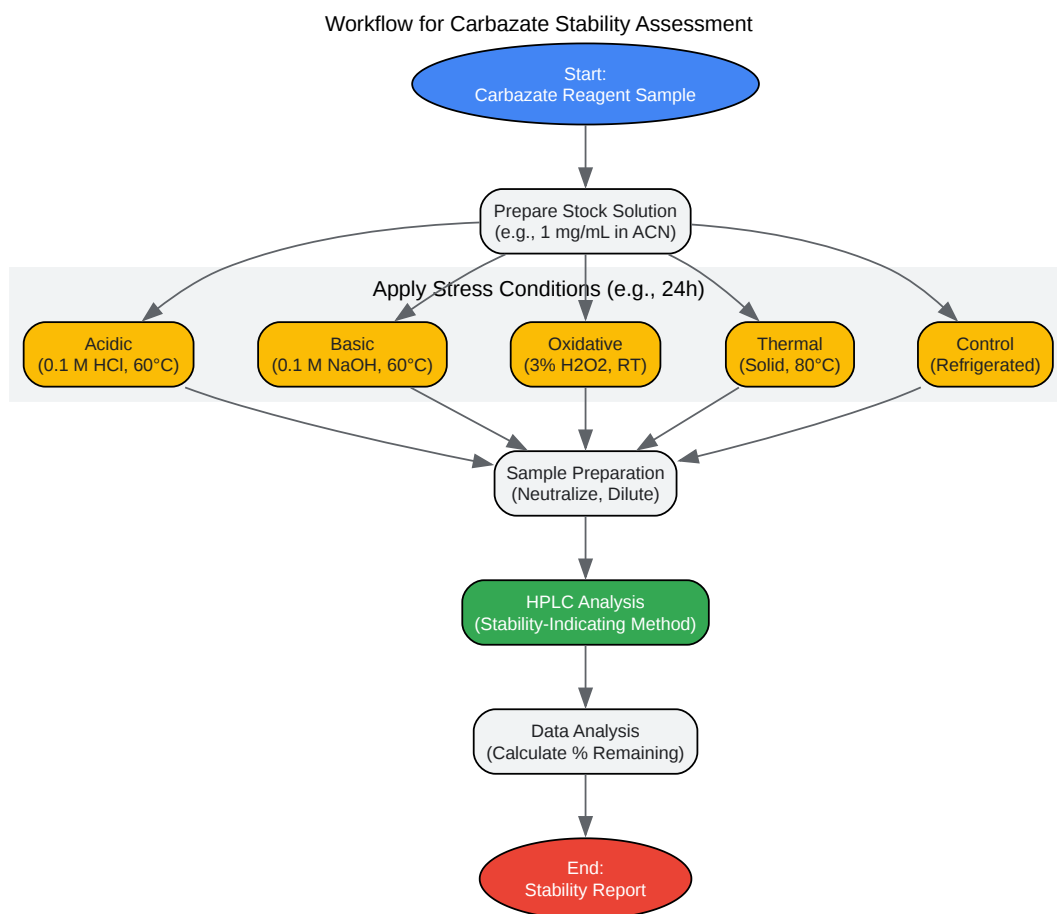 Workflow for Carbazate Stability Assessment
Start:
Carbazate Reagent Sample
Prepare Stock Solution
(e.g., 1 mg/mL in ACN)
Apply Stress Conditions (e.g., 24h)
Acidic
(0.1 M HCl, 60°C)
Basic
(0.1 M NaOH, 60°C)
Oxidative
(3% H2O2, RT)
Thermal
(Solid, 80°C)
Control
(Refrigerated)
Sample Preparation
(Neutralize, Dilute)
HPLC Analysis
(Stability-Indicating Method)
Data Analysis
(Calculate % Remaining)
End:
Stability Report